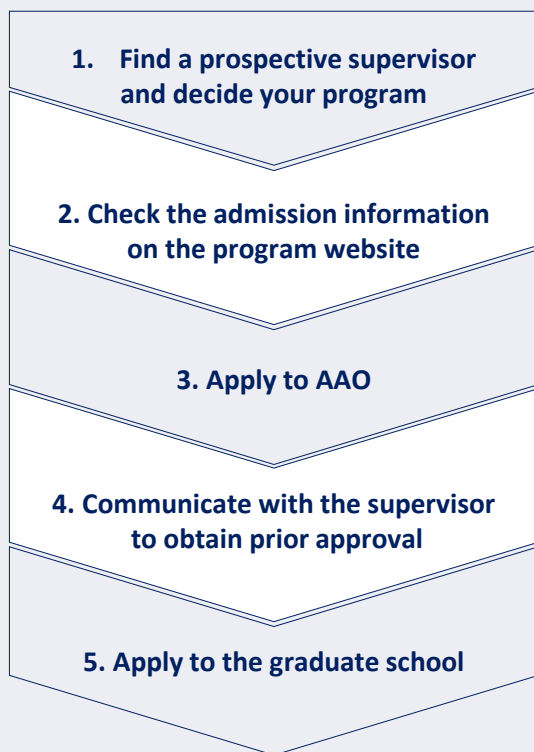 1. Find a prospective supervisor
and decide your program
2. Check the admission information
on the program website
3. Apply to AAO
4. Communicate with the supervisor
to obtain prior approval
5. Apply to the graduate school